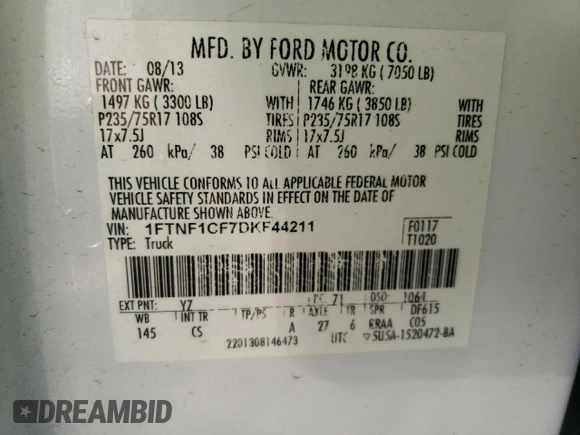 MFD. BY FORD MOTOR CO.
DATE: 08/13 GVWR: 3198 KG ( 7050 LB)
FRONT GAWR: REAR GAWR:
1497 KG ( 3300 LB) WITH 1746 KG ( 3850 LB) WITH
P235/75R17 108S TIRES P235/75R17 108S TIRES
17x7.5J RIMS 17x7.5J RIMS
AT 260 kPa/ 38 PSI COLD AT 260 kPa/ 38 PSI COLD
THIS VEHICLE CONFORMS TO ALL APPLICABLE FEDERAL MOTOR
VEHICLE SAFETY STANDARDS IN EFFECT ON THE DATE OF
MANUFACTURE SHOWN ABOVE.
VIN: 1FTNF1CF7DKF44211 F0117
TYPE: Truck T1020
EXT PNT: YZ RC: 71 DSO:
WB INT TR TP/PS R AXLE TR SPR DF615
145 CS A 27 6 RRAA C05
2201308146473 UTC 5U5A-1520472-BA
DREAMBID